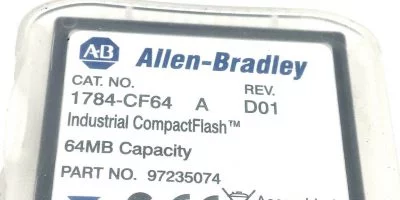 AB Allen-Bradley
CAT. NO. REV.
1784-CF64 A D01
Industrial CompactFlash™
64MB Capacity
PART NO. 97235074